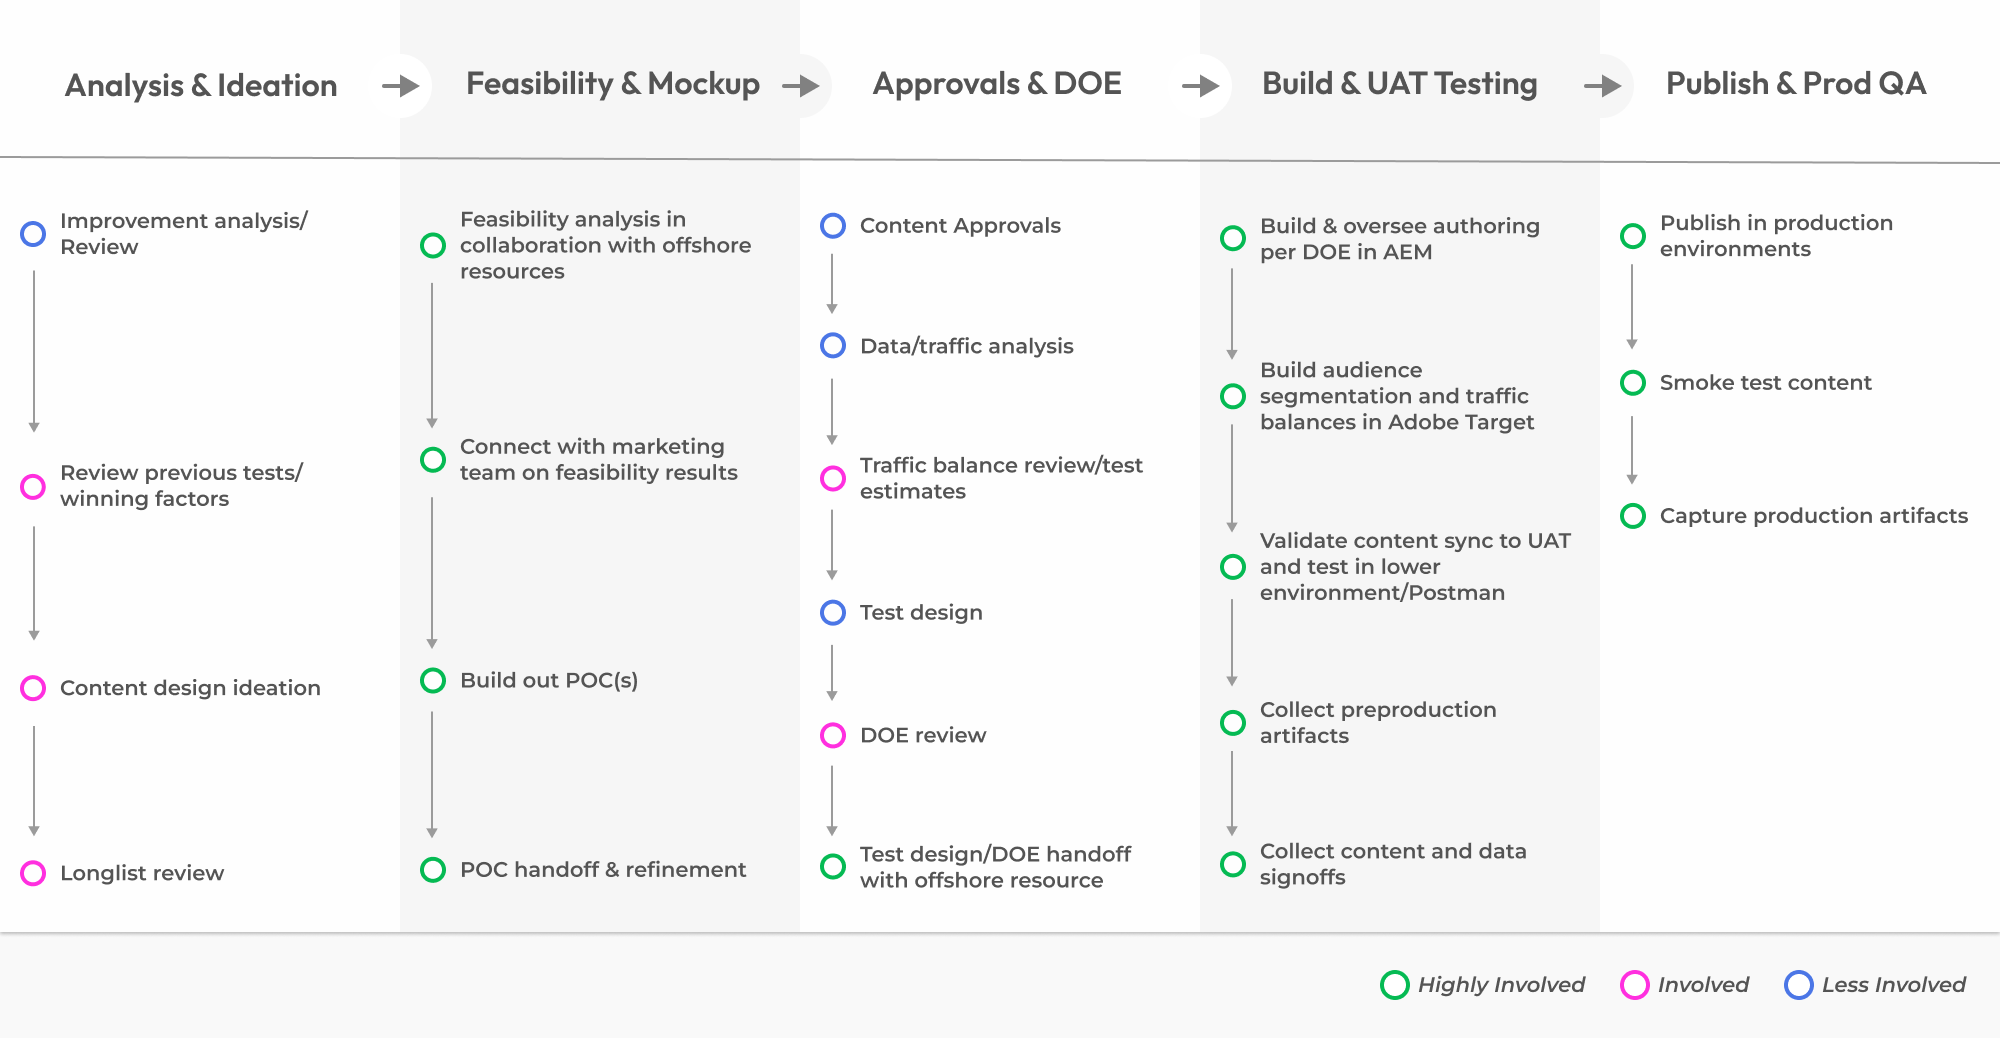 Analysis & Ideation
Feasibility & Mockup
Approvals & DOE
Build & UAT Testing
Publish & Prod QA
Improvement analysis/
Review
Review previous tests/
winning factors
Content design ideation
Longlist review
Feasibility analysis in
collaboration with offshore
resources
Connect with marketing
team on feasibility results
Build out POC(s)
POC handoff & refinement
Content Approvals
Data/traffic analysis
Traffic balance review/test
estimates
Test design
DOE review
Test design/DOE handoff
with offshore resource
Build & oversee authoring
per DOE in AEM
Build audience
segmentation and traffic
balances in Adobe Target
Validate content sync to UAT
and test in lower
environment/Postman
Collect preproduction
artifacts
Collect content and data
signoffs
Publish in production
environments
Smoke test content
Capture production artifacts
Highly Involved
Involved
Less Involved